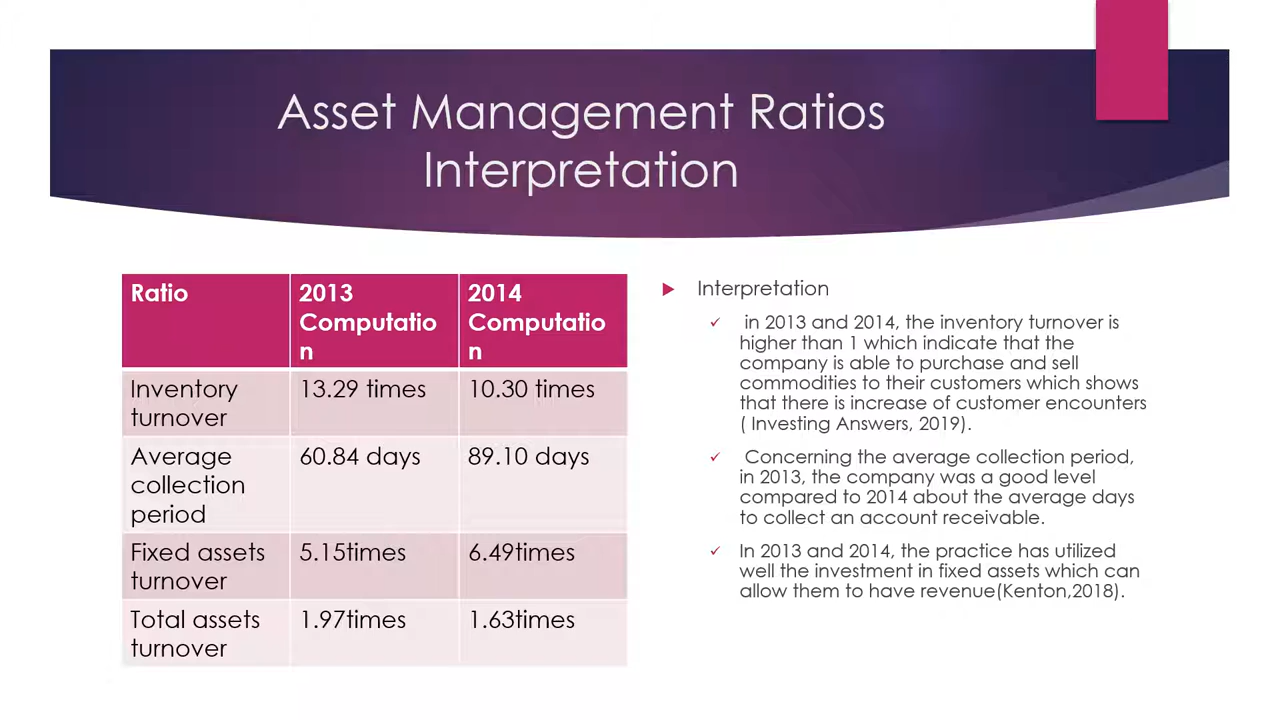 Asset Management Ratios
Interpretation
Ratio
2013
Computatio
n
2014
Computatio
n
Inventory
turnover
13.29 times
10.30 times
Average
collection
period
60.84 days
89.10 days
Fixed assets
turnover
5.15times
6.49times
Total assets
turnover
1.97times
1.63times
Interpretation
in 2013 and 2014, the inventory turnover is
higher than 1 which indicate that the
company is able to purchase and sell
commodities to their customers which shows
that there is increase of customer encounters
( Investing Answers, 2019).
Concerning the average collection period,
in 2013, the company was a good level
compared to 2014 about the average days
to collect an account receivable.
In 2013 and 2014, the practice has utilized
well the investment in fixed assets which can
allow them to have revenue(Kenton,2018).